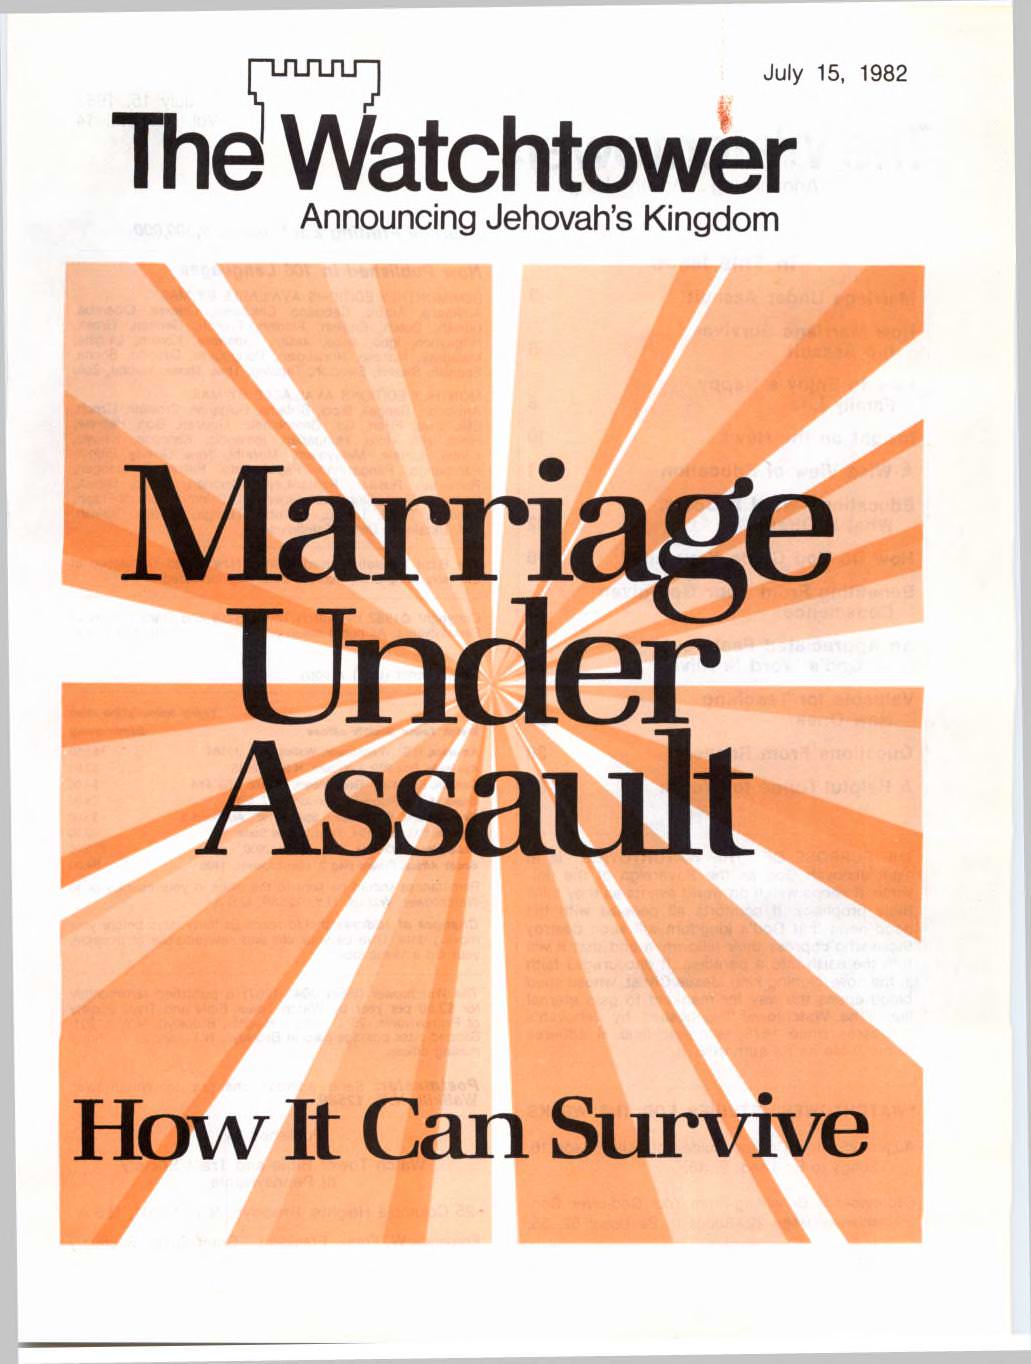 July 15, 1982
The Watchtower
Announcing Jehovah's Kingdom
Marriage
Under
Assault
How It Can Survive